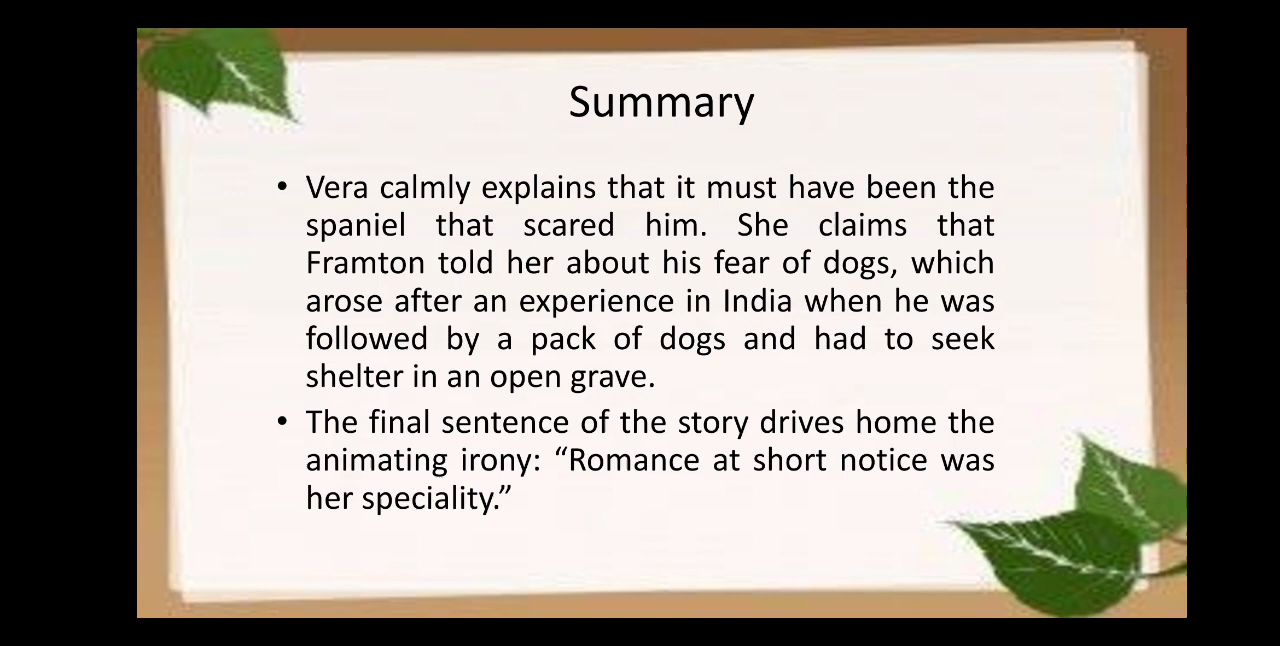 Summary
• Vera calmly explains that it must have been the
spaniel that scared him. She claims that
Framton told her about his fear of dogs, which
arose after an experience in India when he was
followed by a pack of dogs and had to seek
shelter in an open grave.
• The final sentence of the story drives home the
animating irony: “Romance at short notice was
her speciality.”